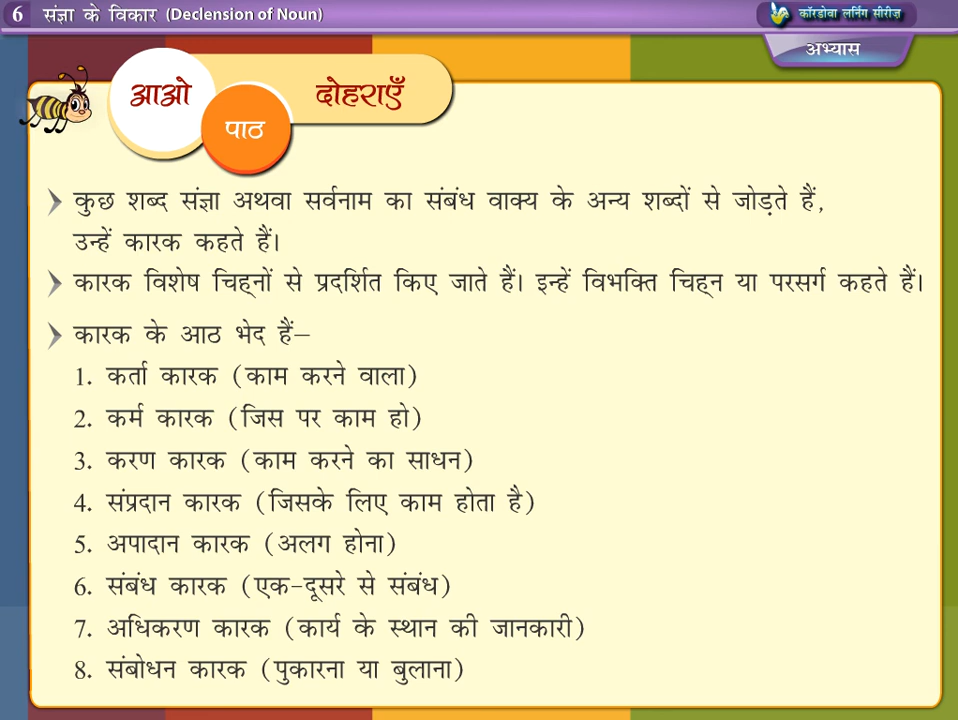 6 संज्ञा के विकार (Declension of Noun)
कॉरडोवा लर्निंग सीरीज़
अभ्यास
आओ
दोहराएँ
पाठ
कुछ शब्द संज्ञा अथवा सर्वनाम का संबंध वाक्य के अन्य शब्दों से जोड़ते हैं,
उन्हें कारक कहते हैं।
कारक विशेष चिह्नों से प्रदर्शित किए जाते हैं। इन्हें विभक्ति चिह्न या परसर्ग कहते हैं।
कारक के आठ भेद हैं–
1. कर्ता कारक (काम करने वाला)
2. कर्म कारक (जिस पर काम हो)
3. करण कारक (काम करने का साधन)
4. संप्रदान कारक (जिसके लिए काम होता है)
5. अपादान कारक (अलग होना)
6. संबंध कारक (एक-दूसरे से संबंध)
7. अधिकरण कारक (कार्य के स्थान की जानकारी)
8. संबोधन कारक (पुकारना या बुलाना)